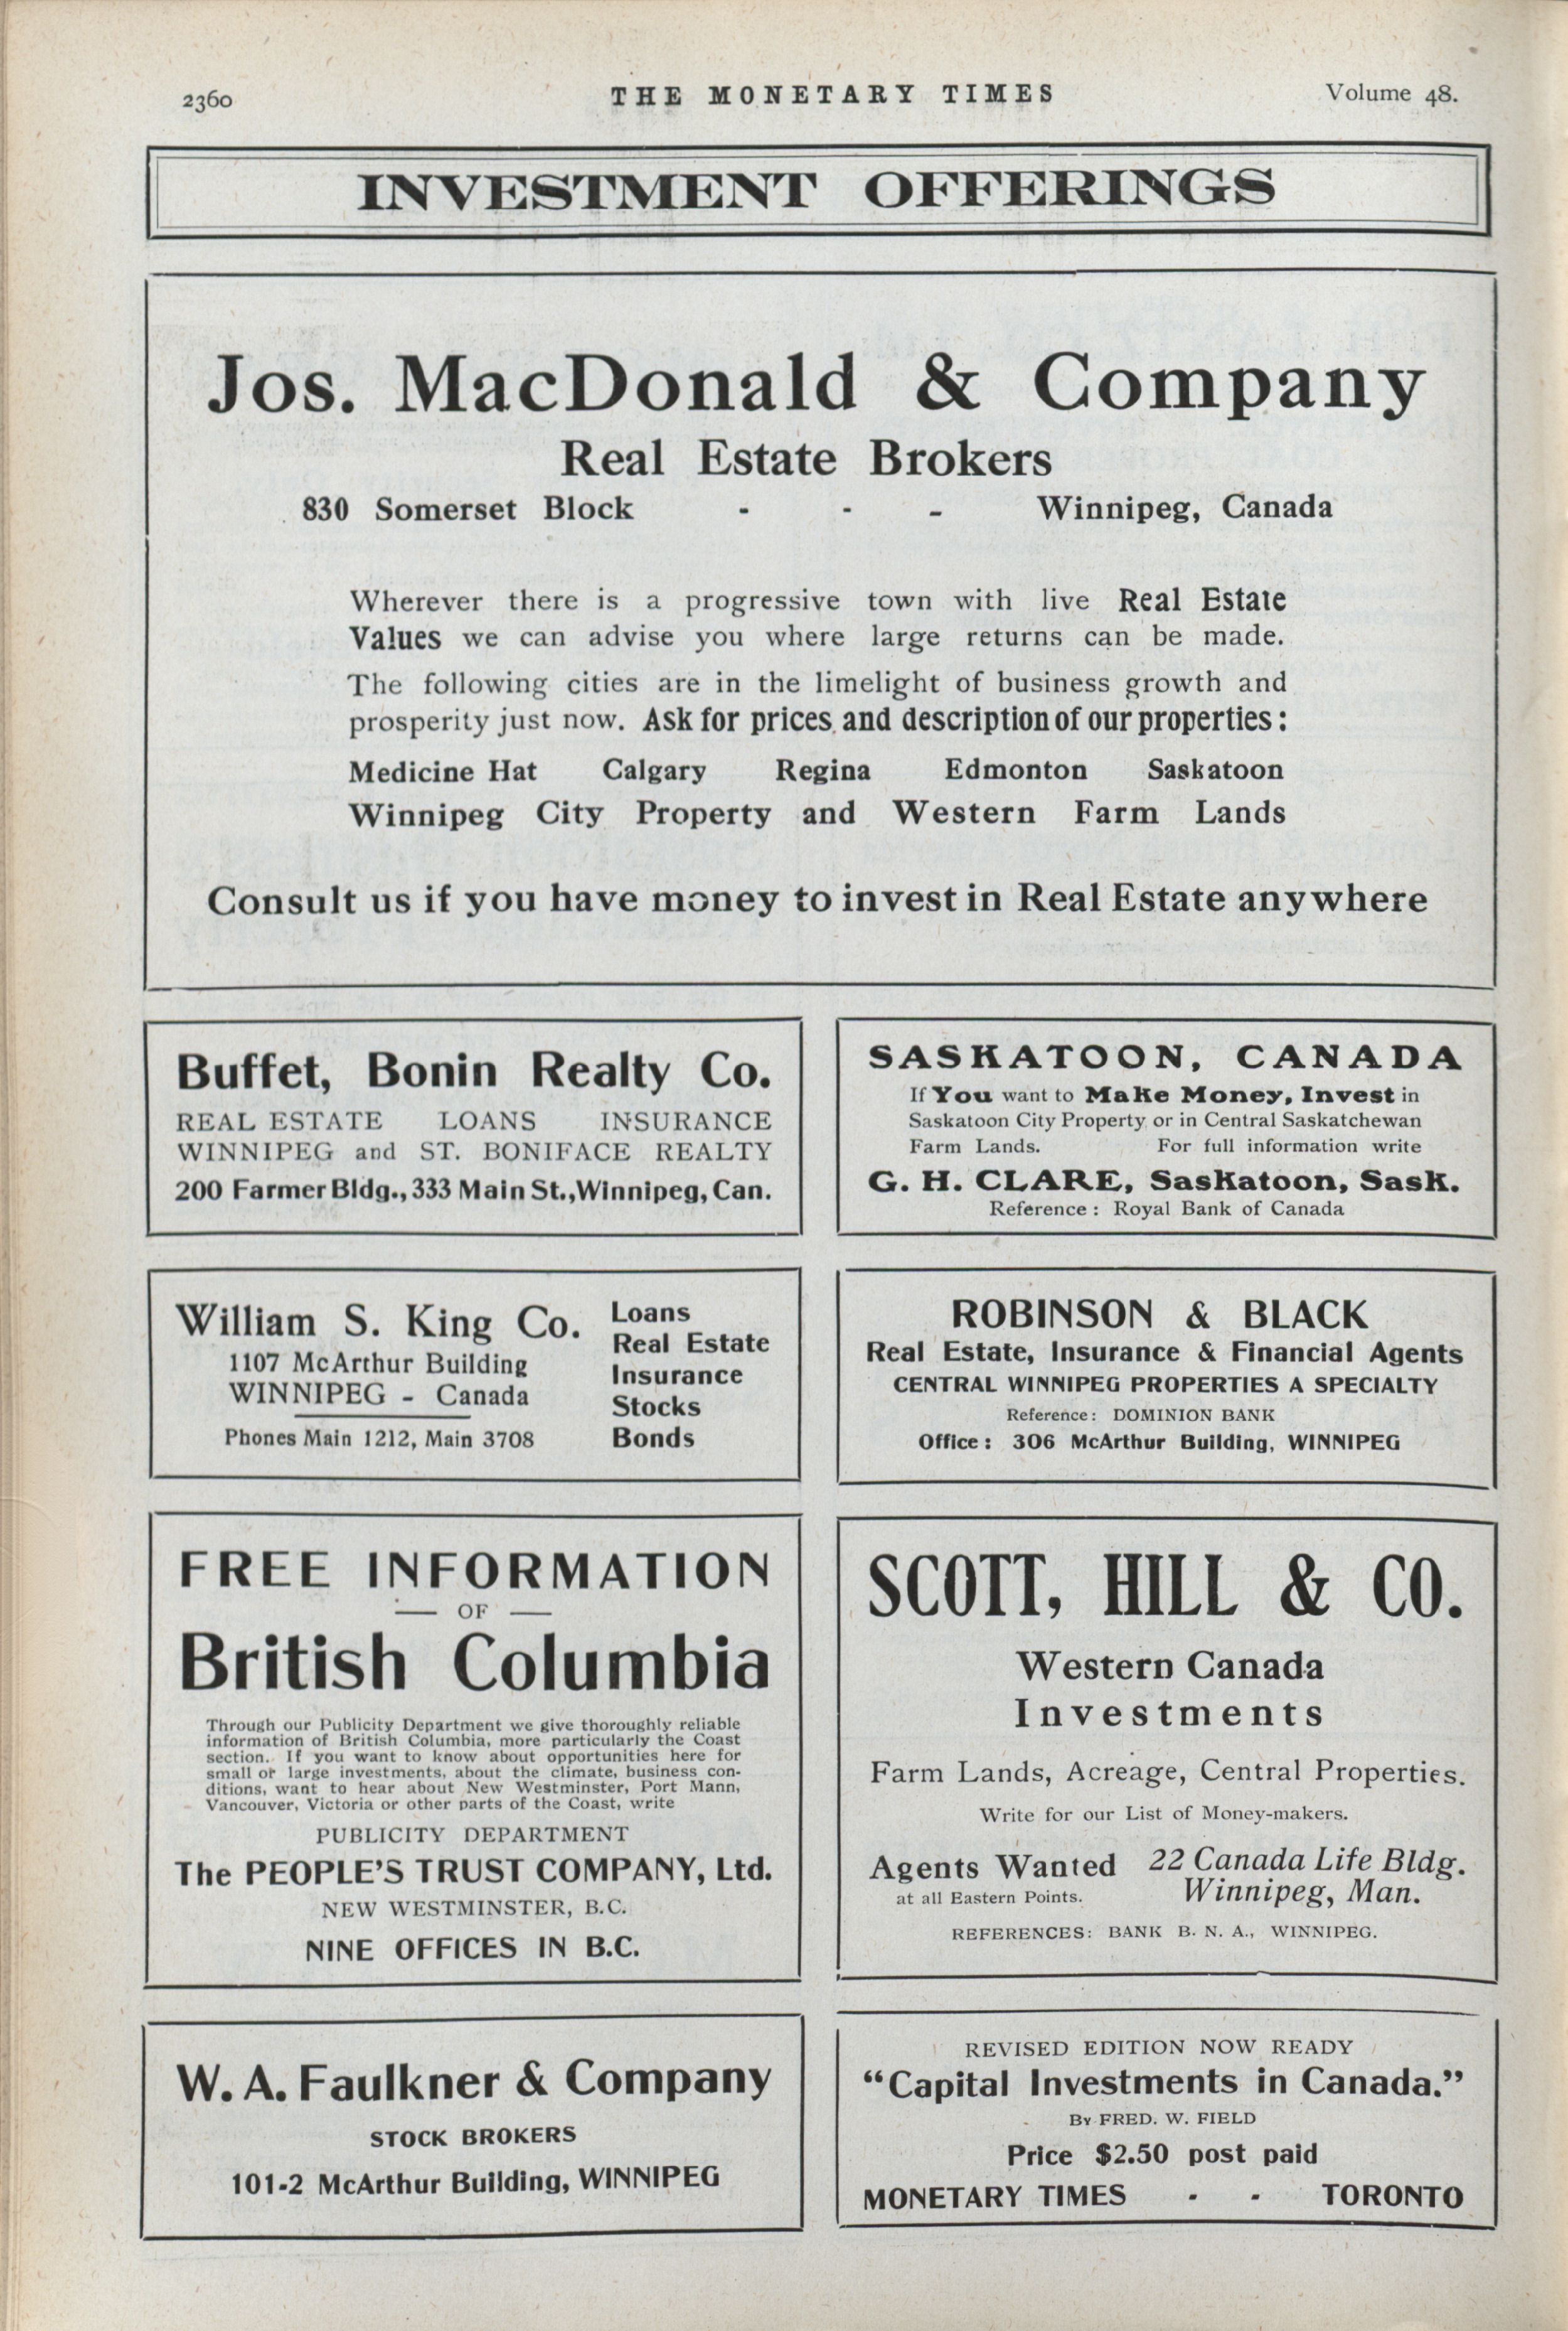 2360
THE MONETARY TIMES
Volume 48.
INVESTMENT OFFERINGS
Jos. MacDonald & Company
Real Estate Brokers
830 Somerset Block - - - Winnipeg, Canada
Wherever there is a progressive town with live Real Estate
Values we can advise you where large returns can be made.
The following cities are in the limelight of business growth and
prosperity just now. Ask for prices and description of our properties:
Medicine Hat Calgary Regina Edmonton Saskatoon
Winnipeg City Property and Western Farm Lands
Consult us if you have money to invest in Real Estate anywhere
Buffet, Bonin Realty Co.
REAL ESTATE LOANS INSURANCE
WINNIPEG and ST. BONIFACE REALTY
200 Farmer Bldg., 333 Main St., Winnipeg, Can.
SASKATOON, CANADA
If You want to Make Money, Invest in
Saskatoon City Property or in Central Saskatchewan
Farm Lands. For full information write
G. H. CLARE, Saskatoon, Sask.
Reference: Royal Bank of Canada
William S. King Co.
1107 McArthur Building
WINNIPEG - Canada
Phones Main 1212, Main 3708
Loans
Real Estate
Insurance
Stocks
Bonds
ROBINSON & BLACK
Real Estate, Insurance & Financial Agents
CENTRAL WINNIPEG PROPERTIES A SPECIALTY
Reference: DOMINION BANK
Office: 306 McArthur Building, WINNIPEG
FREE INFORMATION
— OF —
British Columbia
Through our Publicity Department we give thoroughly reliable
information of British Columbia, more particularly the Coast
section. If you want to know about opportunities here for
small or large investments, about the climate, business con-
ditions, want to hear about New Westminster, Port Mann,
Vancouver, Victoria or other parts of the Coast, write
PUBLICITY DEPARTMENT
The PEOPLE'S TRUST COMPANY, Ltd.
NEW WESTMINSTER, B.C.
NINE OFFICES IN B.C.
SCOTT, HILL & CO.
Western Canada
Investments
Farm Lands, Acreage, Central Properties.
Write for our List of Money-makers.
Agents Wanted
at all Eastern Points.
22 Canada Life Bldg.
Winnipeg, Man.
REFERENCES: BANK B. N. A., WINNIPEG.
W. A. Faulkner & Company
STOCK BROKERS
101-2 McArthur Building, WINNIPEG
REVISED EDITION NOW READY
"Capital Investments in Canada."
By FRED. W. FIELD
Price $2.50 post paid
MONETARY TIMES - - TORONTO